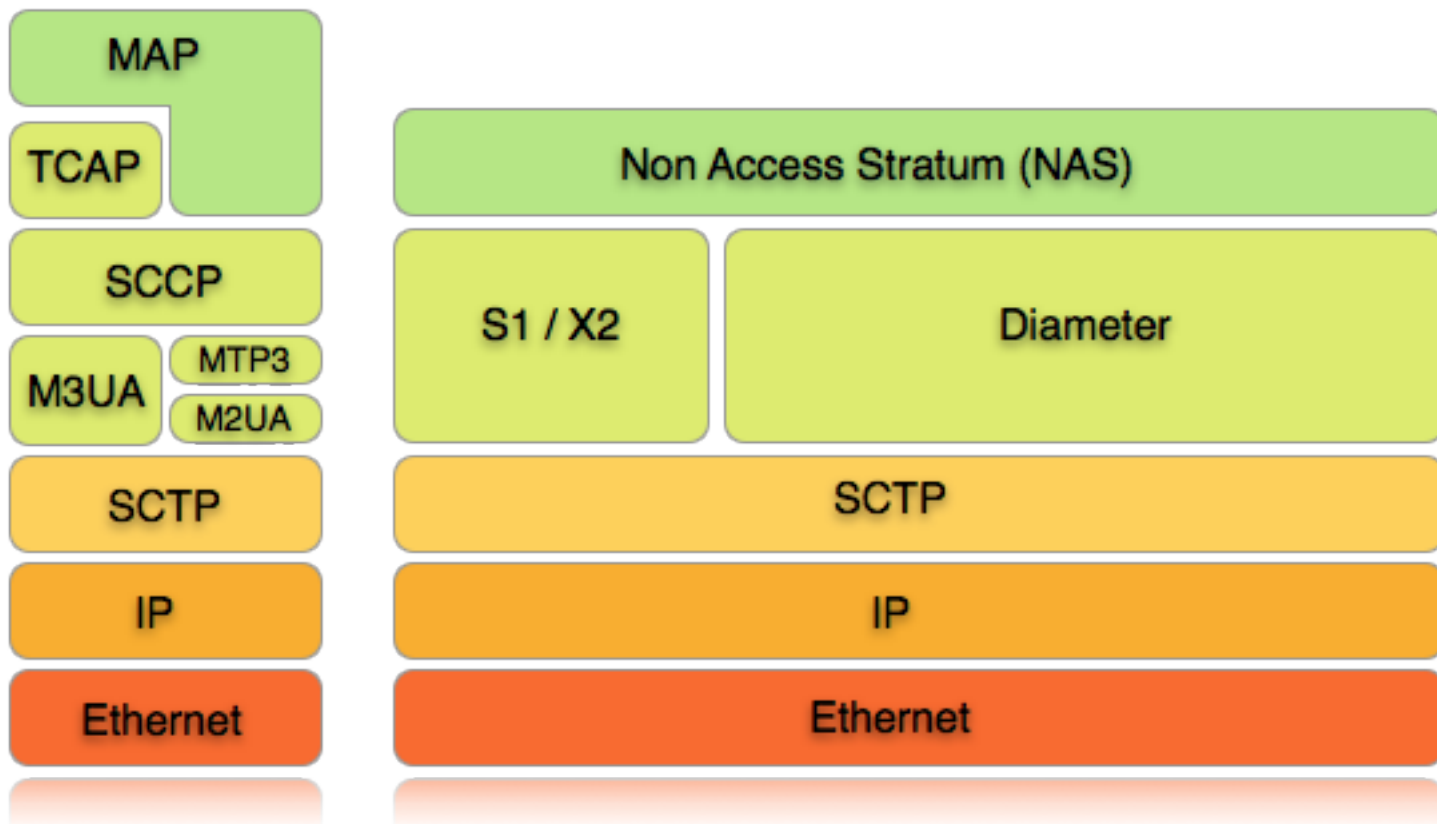 MAP
TCAP
SCCP
M3UA
MTP3
M2UA
SCTP
IP
Ethernet
Non Access Stratum (NAS)
S1 / X2
Diameter
SCTP
IP
Ethernet